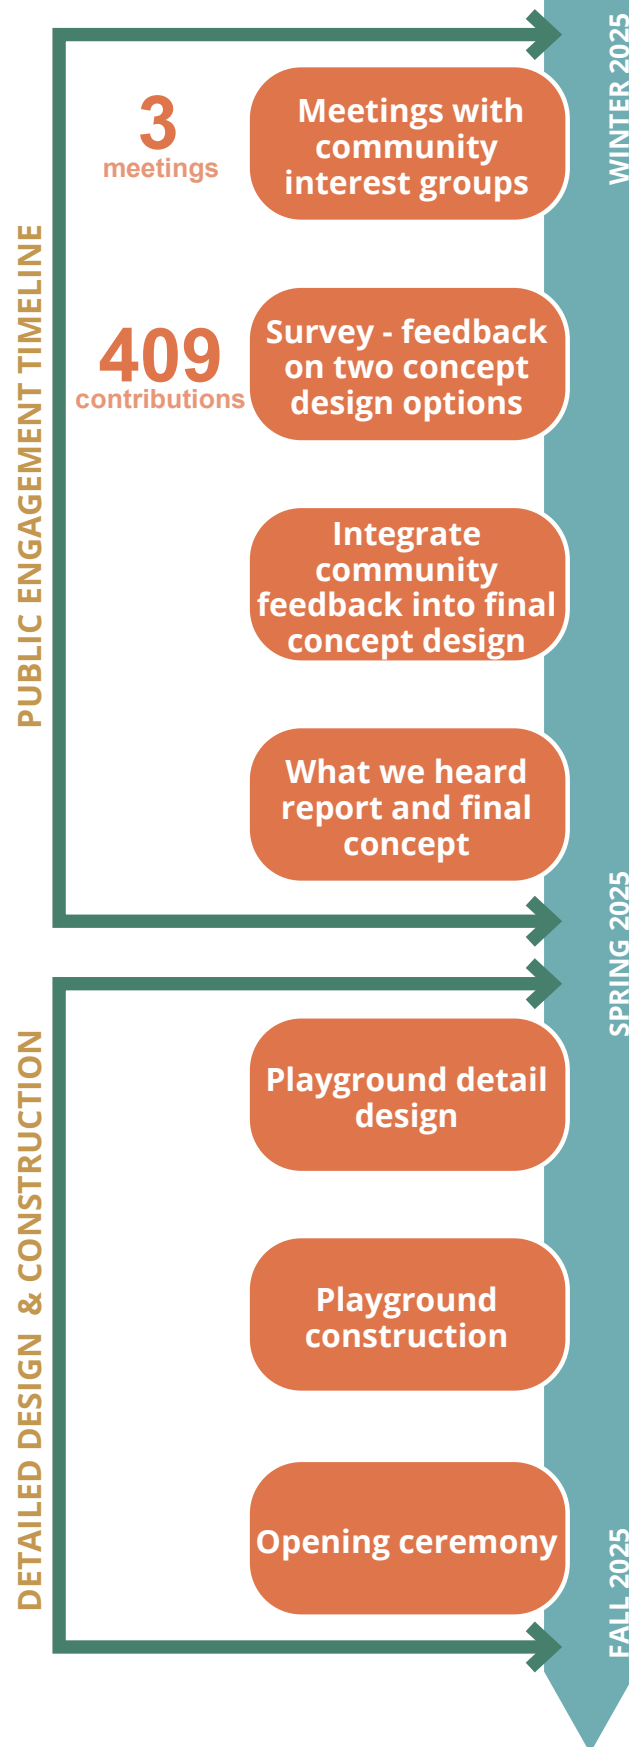 WINTER 2025
PUBLIC ENGAGEMENT TIMELINE
3
meetings
Meetings with
community
interest groups
409
contributions
Survey - feedback
on two concept
design options
Integrate
community
feedback into final
concept design
What we heard
report and final
concept
SPRING 2025
DETAILED DESIGN & CONSTRUCTION
Playground detail
design
Playground
construction
Opening ceremony
FALL 2025